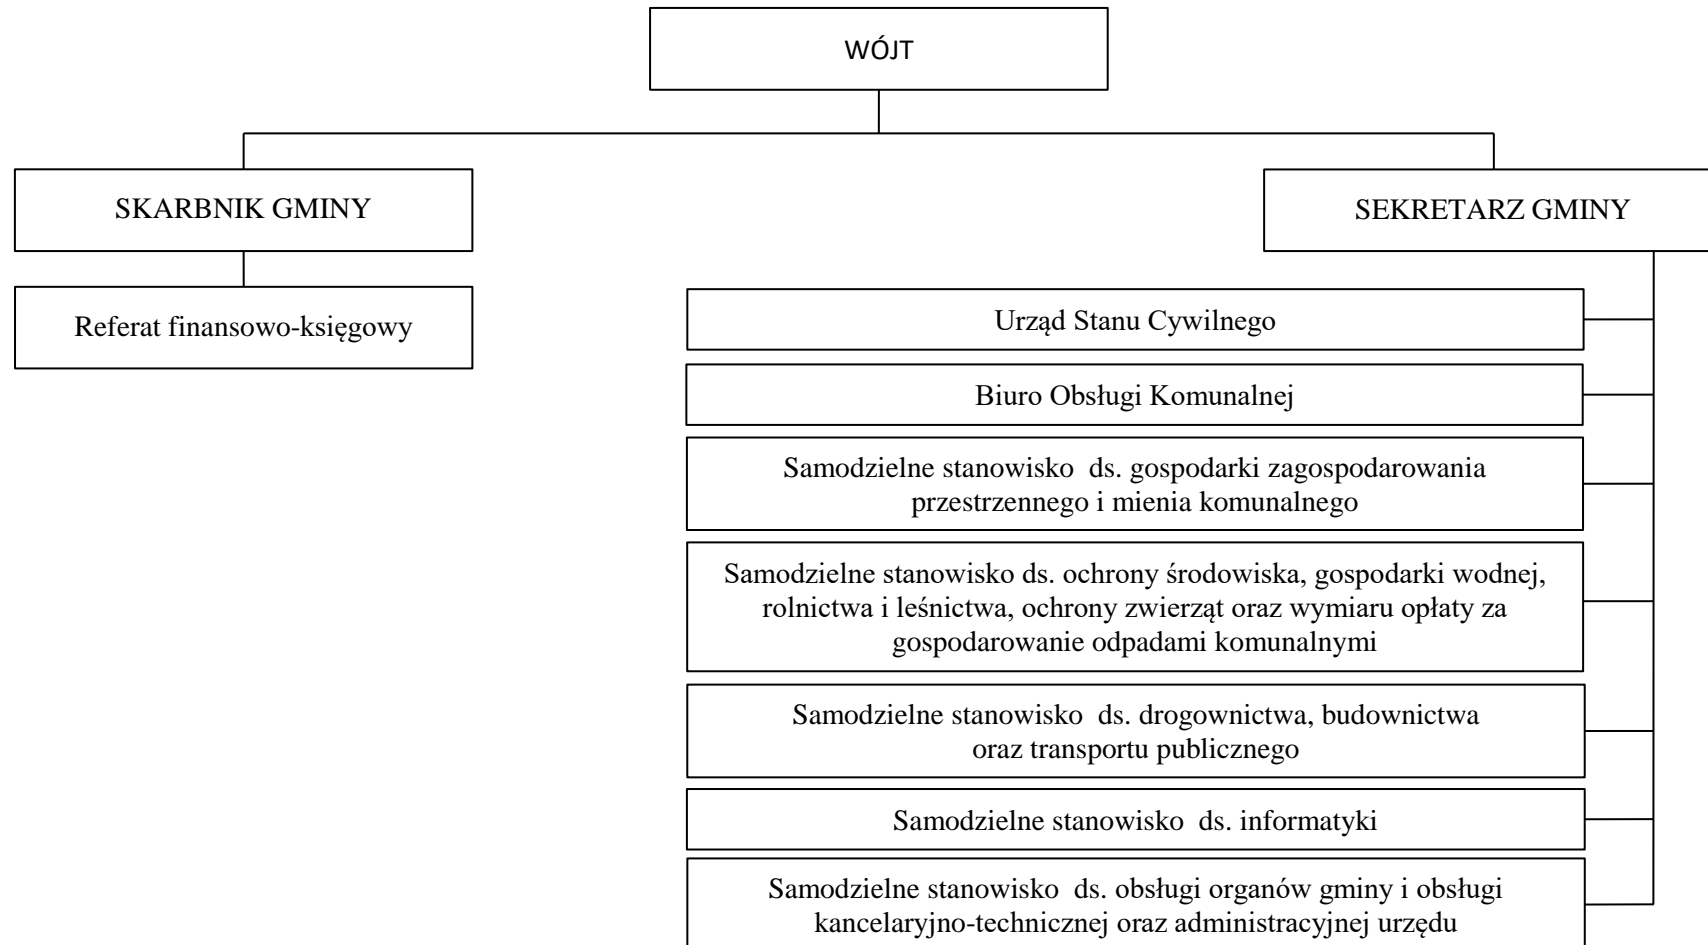 WÓJT
SKARBNIK GMINY
SEKRETARZ GMINY
Referat finansowo-księgowy
Urząd Stanu Cywilnego
Biuro Obsługi Komunalnej
Samodzielne stanowisko  ds. gospodarki zagospodarowania
przestrzennego i mienia komunalnego
Samodzielne stanowisko ds. ochrony środowiska, gospodarki wodnej,
rolnictwa i leśnictwa, ochrony zwierząt oraz wymiaru opłaty za
gospodarowanie odpadami komunalnymi
Samodzielne stanowisko  ds. drogownictwa, budownictwa
oraz transportu publicznego
Samodzielne stanowisko  ds. informatyki
Samodzielne stanowisko  ds. obsługi organów gminy i obsługi
kancelaryjno-technicznej oraz administracyjnej urzędu